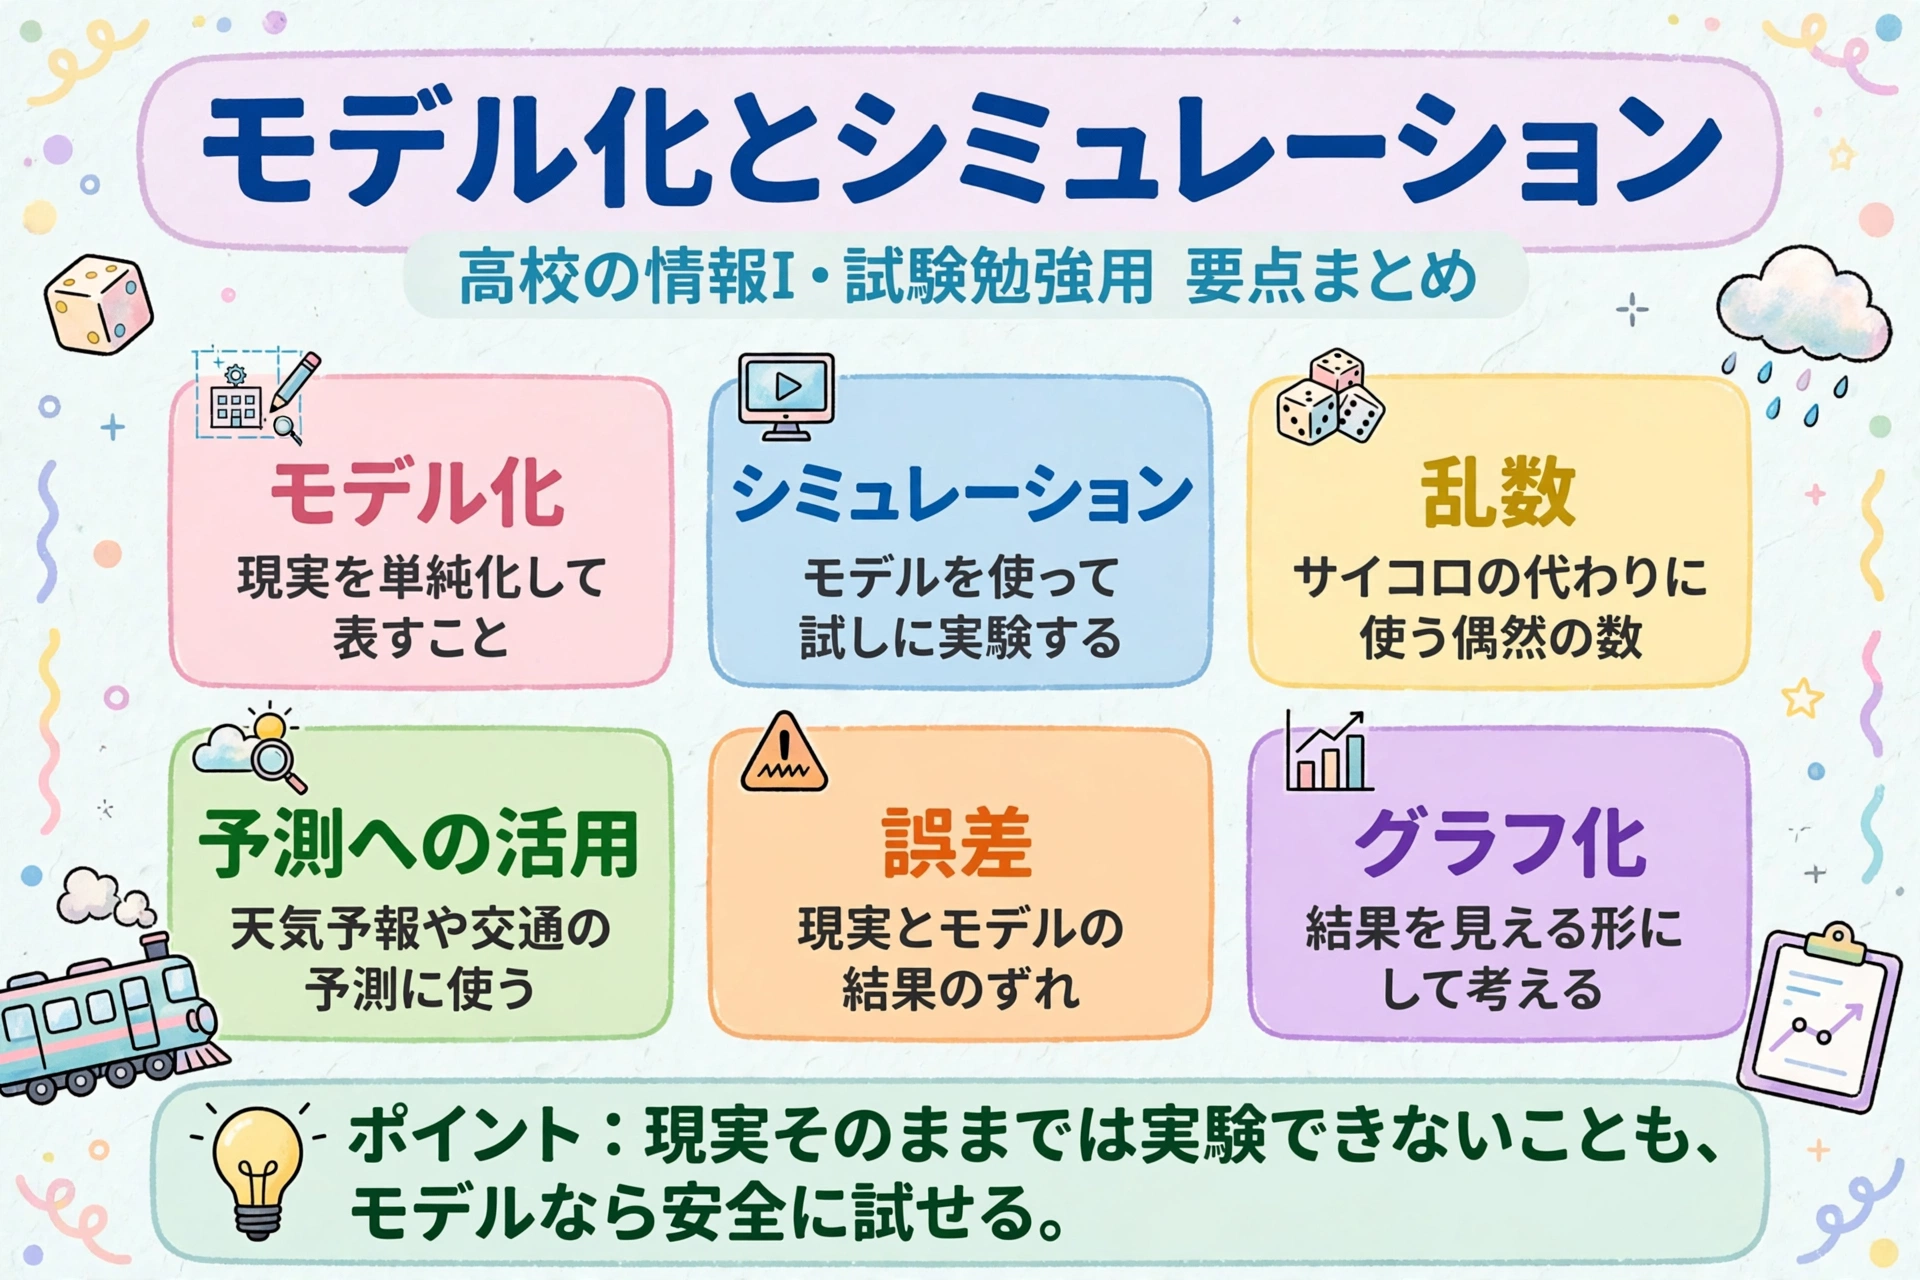 モデル化とシミュレーション
高校の情報I・試験勉強用 要点まとめ
モデル化
現実を単純化して
表すこと
シミュレーション
モデルを使って
試しに実験する
乱数
サイコロの代わりに
使う偶然の数
予測への活用
天気予報や交通の
予測に使う
誤差
現実とモデルの
結果のずれ
グラフ化
結果を見える形に
して考える
ポイント：現実そのままでは実験できないことも、
モデルなら安全に試せる。